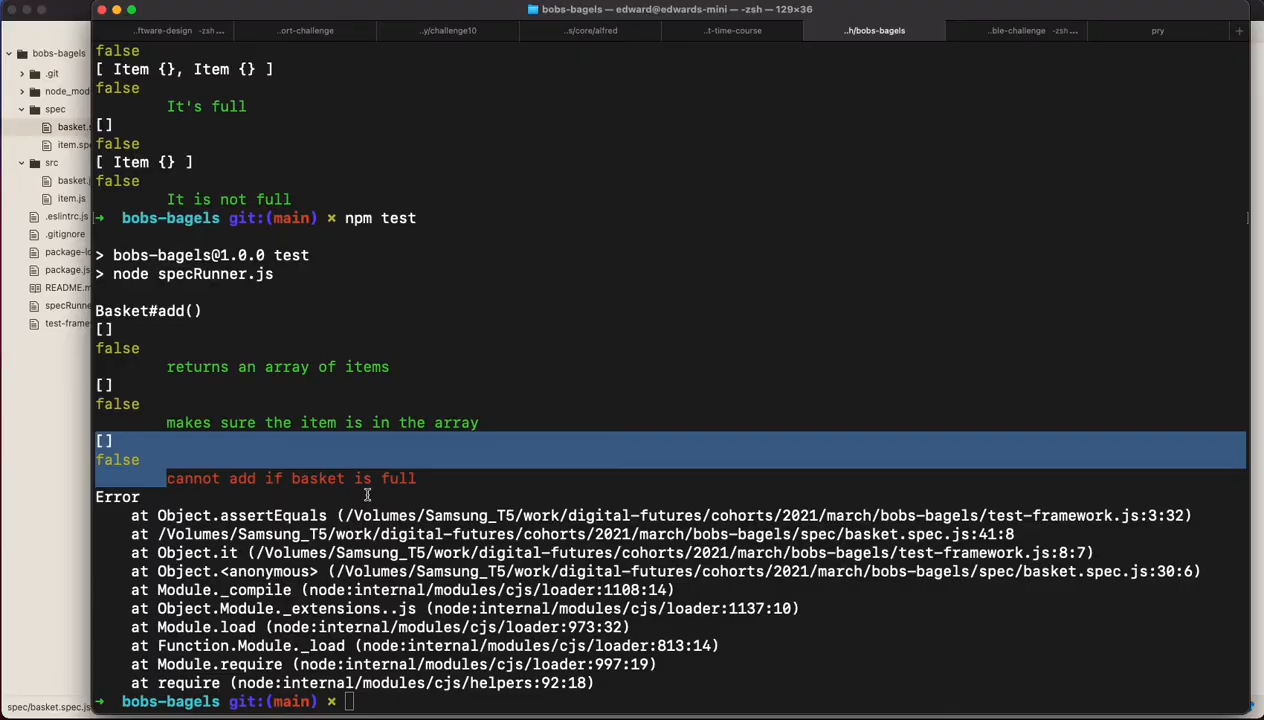 bobs-bagels — edward@edwards-mini — -zsh — 129×36
..ftware-design -zsh... ..ort-challenge ..y/challenge10 ..s/core/alfred ..t-time-course ..h/bobs-bagels ..ble-challenge -zsh... pry +
bobs-bagels
.git
node_mod
spec
basket.s
item.spe
src
basket.j
item.js
.eslintrc.js
.gitignore
package-lo
package.js
README.m
specRunne
test-frame
spec/basket.spec.js
false
[ Item {}, Item {} ]
false
It's full
[]
false
[ Item {} ]
false
It is not full
→ bobs-bagels git:(main) × npm test
> bobs-bagels@1.0.0 test
> node specRunner.js
Basket#add()
[]
false
returns an array of items
[]
false
makes sure the item is in the array
[]
false
cannot add if basket is full
Error
at Object.assertEquals (/Volumes/Samsung_T5/work/digital-futures/cohorts/2021/march/bobs-bagels/test-framework.js:3:32)
at /Volumes/Samsung_T5/work/digital-futures/cohorts/2021/march/bobs-bagels/spec/basket.spec.js:41:8
at Object.it (/Volumes/Samsung_T5/work/digital-futures/cohorts/2021/march/bobs-bagels/test-framework.js:8:7)
at Object.<anonymous> (/Volumes/Samsung_T5/work/digital-futures/cohorts/2021/march/bobs-bagels/spec/basket.spec.js:30:6)
at Module._compile (node:internal/modules/cjs/loader:1108:14)
at Object.Module._extensions..js (node:internal/modules/cjs/loader:1137:10)
at Module.load (node:internal/modules/cjs/loader:973:32)
at Function.Module._load (node:internal/modules/cjs/loader:813:14)
at Module.require (node:internal/modules/cjs/loader:997:19)
at require (node:internal/modules/cjs/helpers:92:18)
→ bobs-bagels git:(main) ×